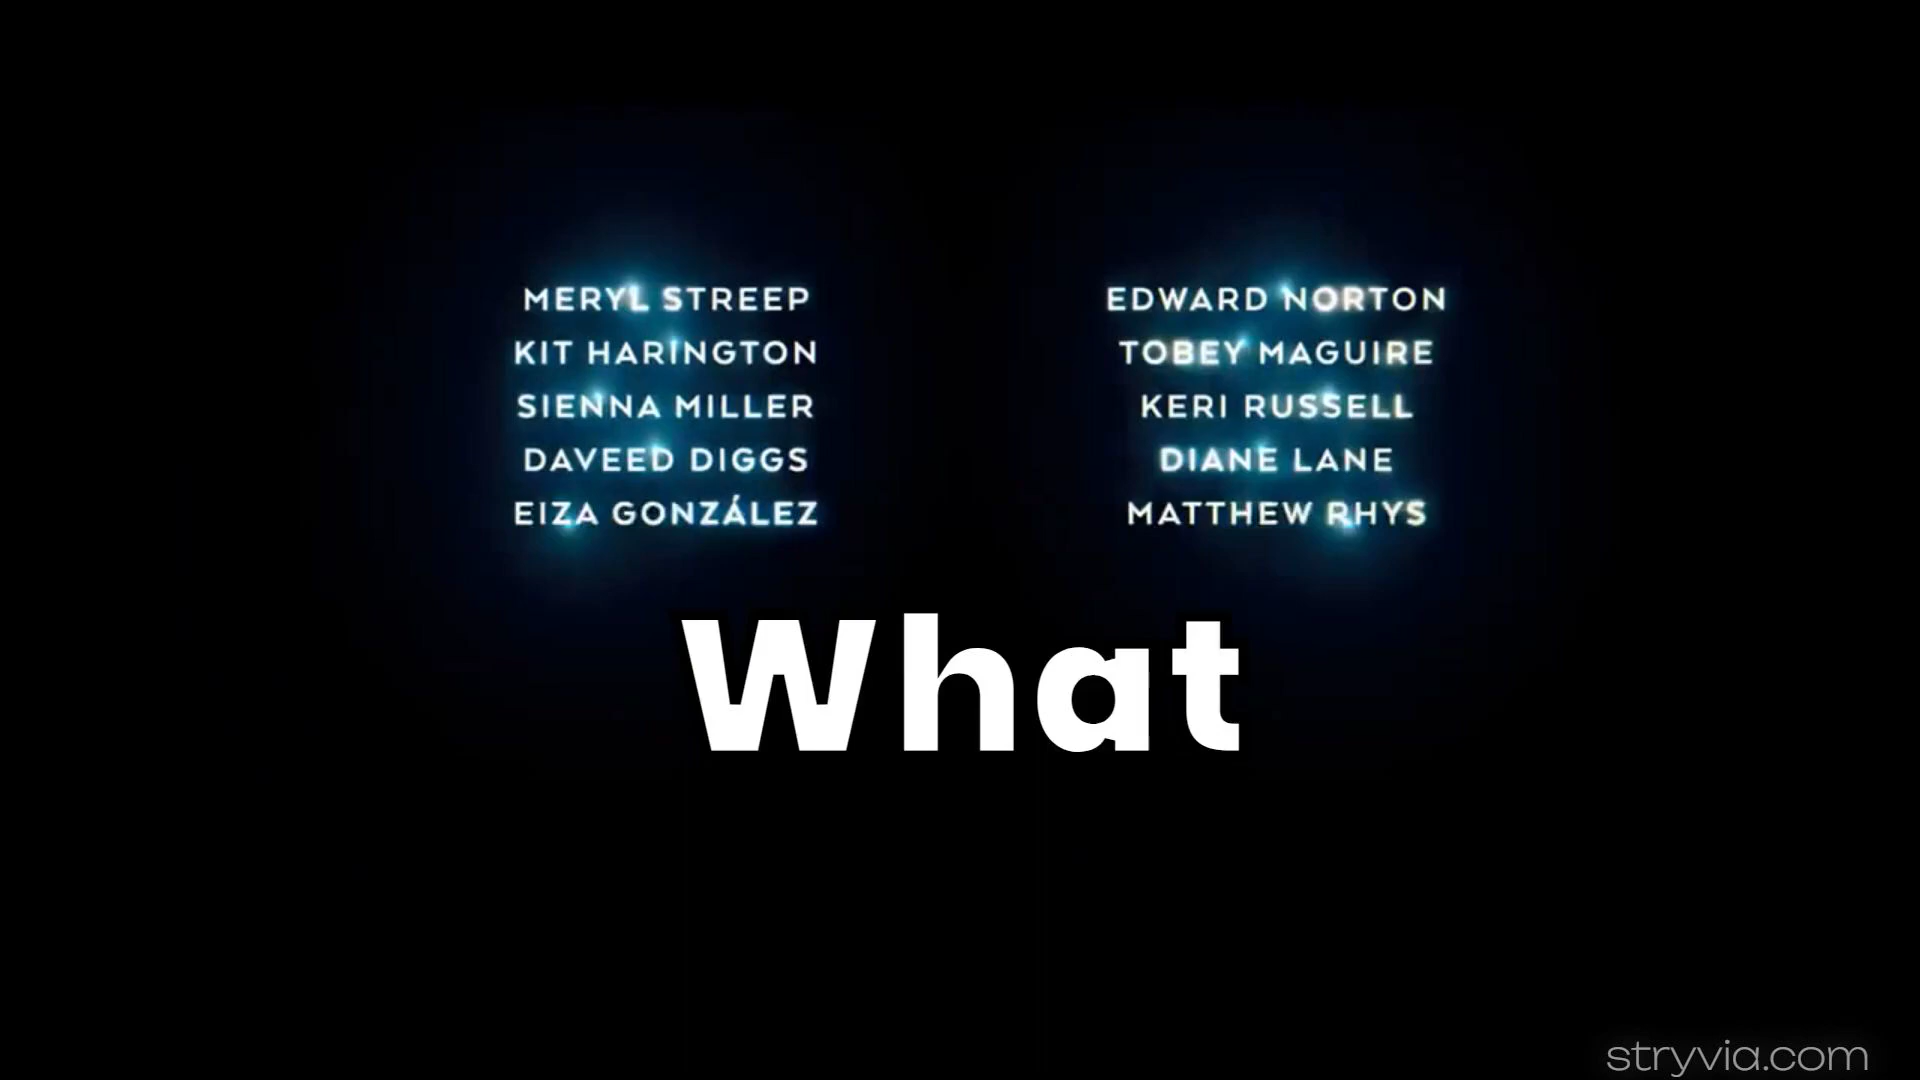 MERYL STREEP
KIT HARINGTON
SIENNA MILLER
DAVEED DIGGS
EIZA GONZÁLEZ
EDWARD NORTON
TOBEY MAGUIRE
KERI RUSSELL
DIANE LANE
MATTHEW RHYS
What
stryvia.com